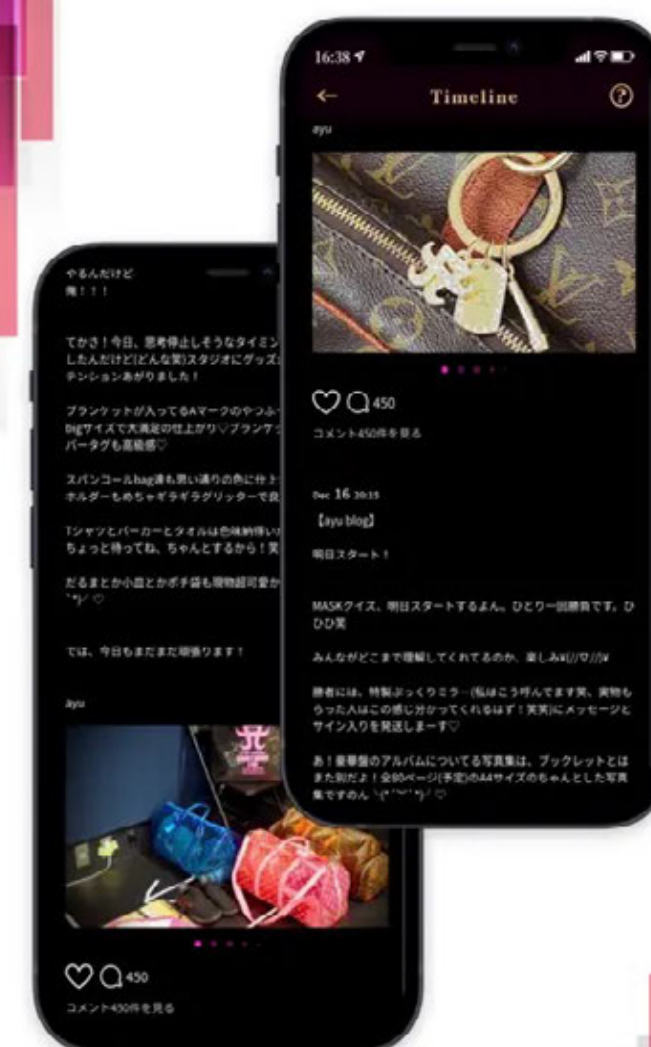 16:38
Timeline
ayu
450
コメント450件を見る
Dec 16 20:15
【ayu blog】
明日スタート！
MASKクイズ、明日スタートするよん。ひとり一回勝負です。ひ
ひひ笑
みんながどこまで理解してくれてるのか、楽しみ¥(//▽//)¥
勝者には、特製ぷっくりミラー(私はこう呼んでます笑、実物も
らった人はこの感じ分かってくれるはず！笑笑)にメッセージと
サイン入りを発送しまーす♡
あ！豪華盤のアルバムについてる写真集は、ブックレットとは
また別だよ！全80ページ(予定)のA4サイズのちゃんとした写真
集ですのん
やるんだけど
俺！！！
てかさ！今日、思考停止しそうなタイミン
したんだけど(どんな笑)スタジオにグッズ
テンションあがりました！
ブランケットが入ってるAマークのやつふ
bigサイズで大満足の仕上がり♡ブランケッ
バータグも高級感♡
スパンコールbag達も思い通りの色に仕上
ホルダーもめちゃギラギラグリッターで良
Tシャツとパーカーとタオルは色味納得い
ちょっと待ってね、ちゃんとするから！笑
だるまとか小皿とかポチ袋も現物超可愛か
では、今日もまだまだ頑張ります！
ayu
450
コメント450件を見る